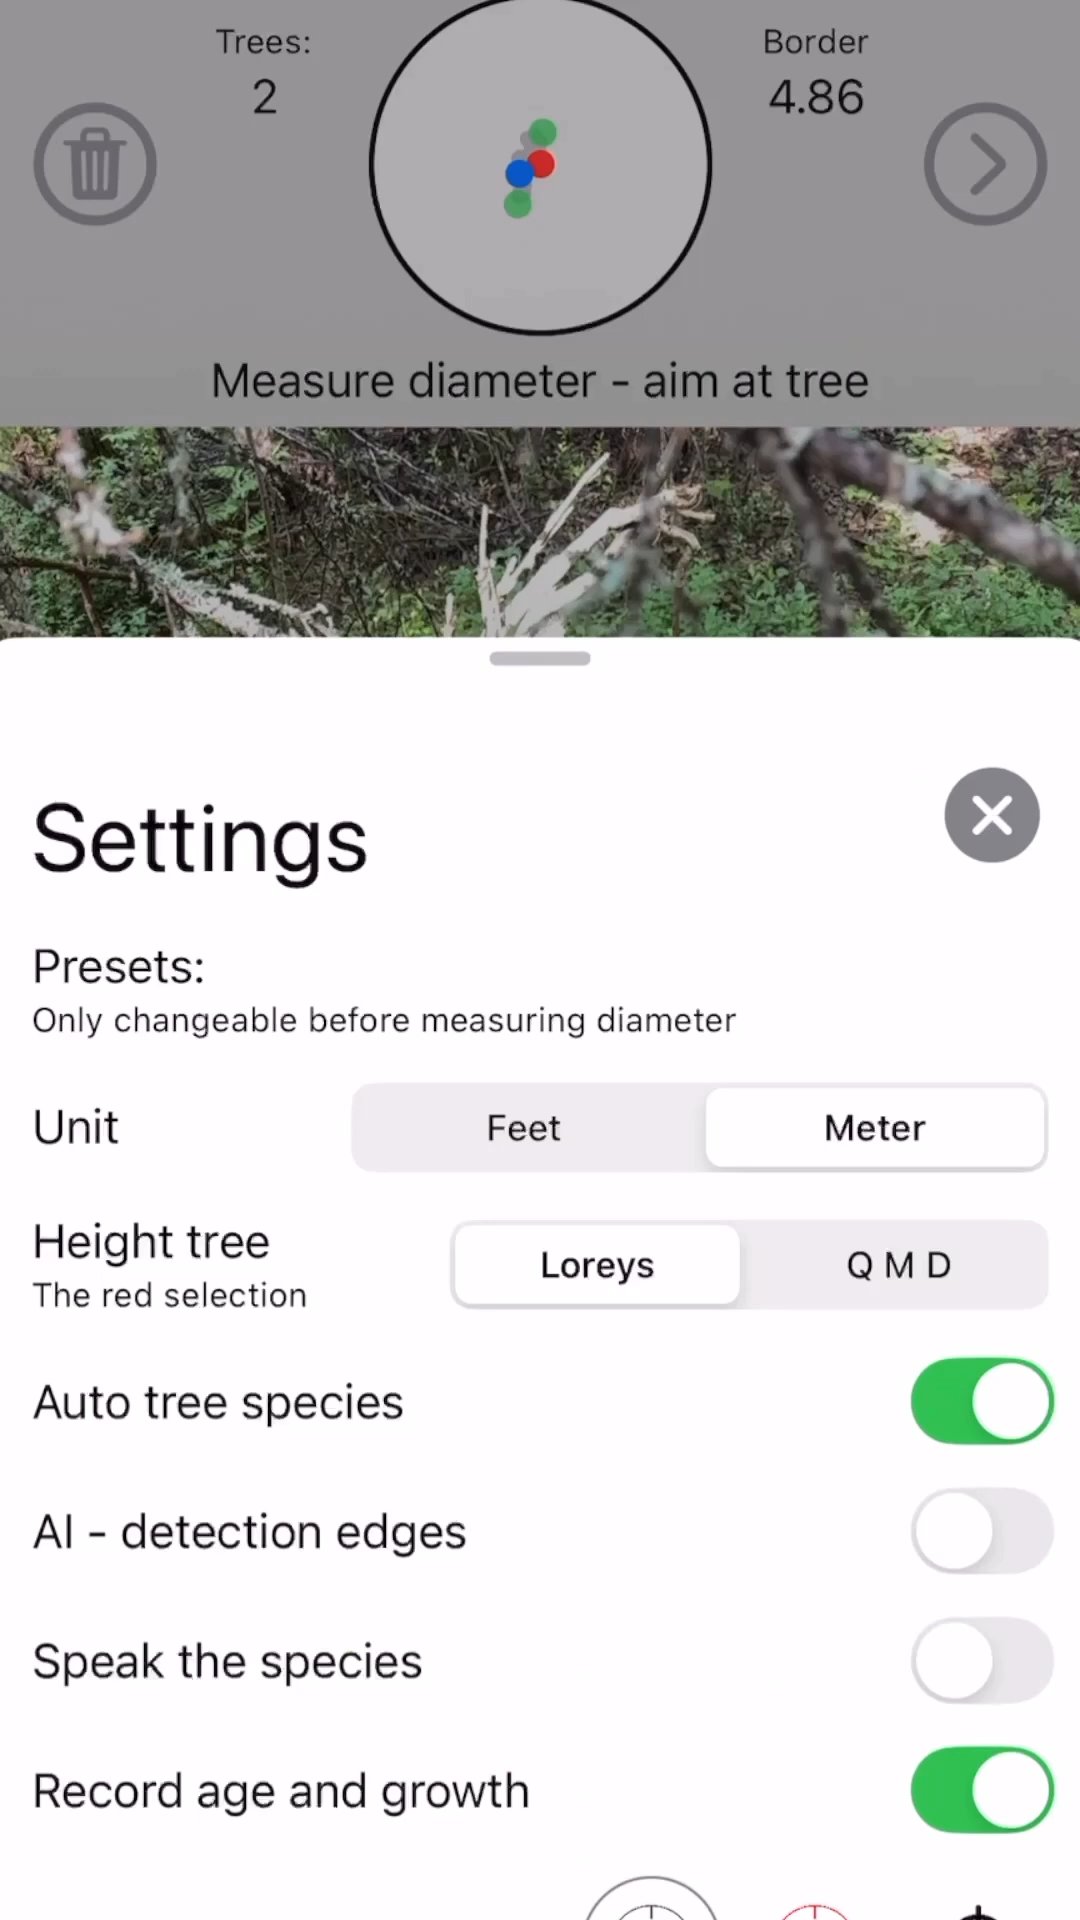 Trees:
2
Border
4.86
Measure diameter - aim at tree
Settings
Presets:
Only changeable before measuring diameter
Unit
Feet
Meter
Height tree
The red selection
Loreys
Q M D
Auto tree species
AI - detection edges
Speak the species
Record age and growth